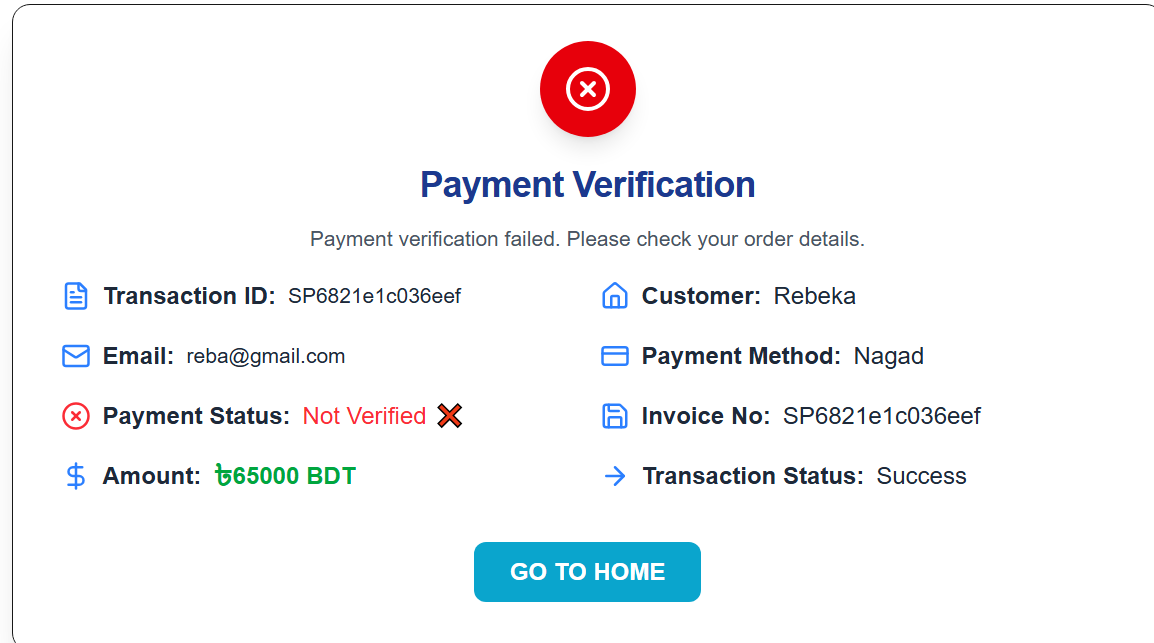 Payment Verification
Payment verification failed. Please check your order details.
Transaction ID: SP6821e1c036eef
Customer: Rebeka
Email: reba@gmail.com
Payment Method: Nagad
Payment Status: Not Verified ❌
Invoice No: SP6821e1c036eef
Amount: ৳65000 BDT
Transaction Status: Success
GO TO HOME